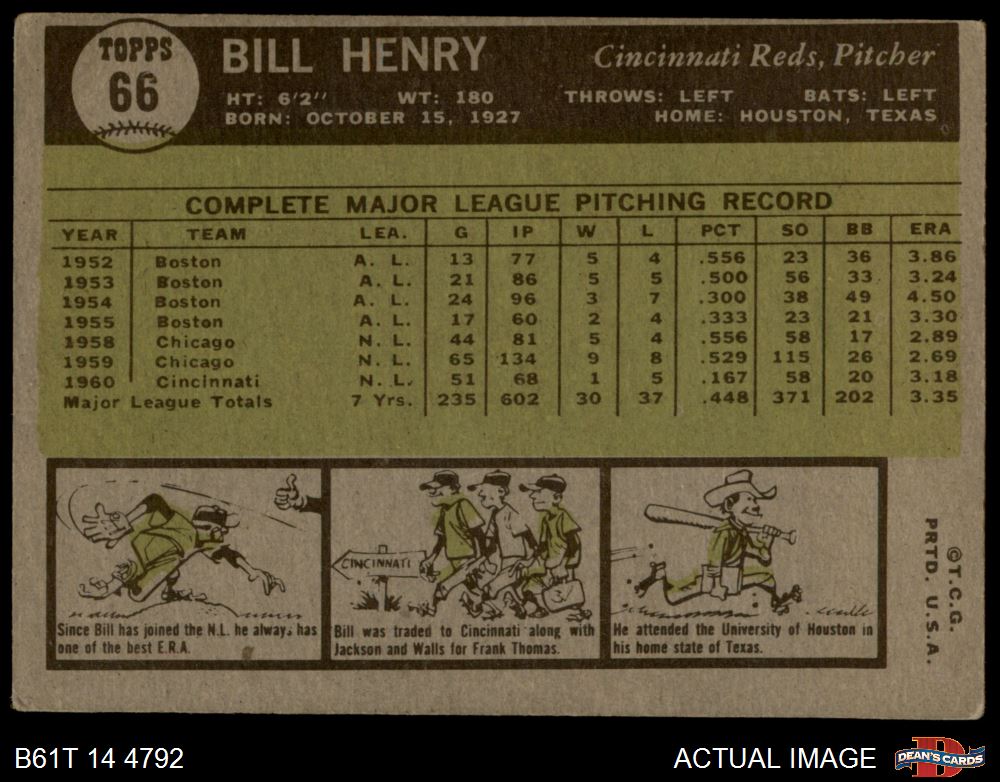 TOPPS
66
BILL HENRY
Cincinnati Reds, Pitcher
HT: 6'2" WT: 180 THROWS: LEFT BATS: LEFT
BORN: OCTOBER 15, 1927 HOME: HOUSTON, TEXAS
COMPLETE MAJOR LEAGUE PITCHING RECORD
YEAR TEAM LEA. G IP W L PCT SO BB ERA
1952 Boston A. L. 13 77 5 4 .556 23 36 3.86
1953 Boston A. L. 21 86 5 5 .500 56 33 3.24
1954 Boston A. L. 24 96 3 7 .300 38 49 4.50
1955 Boston A. L. 17 60 2 4 .333 23 21 3.30
1958 Chicago N. L. 44 81 5 4 .556 58 17 2.89
1959 Chicago N. L. 65 134 9 8 .529 115 26 2.69
1960 Cincinnati N. L. 51 68 1 5 .167 58 20 3.18
Major League Totals 7 Yrs. 235 602 30 37 .448 371 202 3.35
Since Bill has joined the N.L. he always has
one of the best E.R.A.
CINCINNATI
Bill was traded to Cincinnati along with
Jackson and Walls for Frank Thomas.
He attended the University of Houston in
his home state of Texas.
©T.C.G.
PRTD. U.S.A.
B61T 14 4792
ACTUAL IMAGE
D
DEAN'S CARDS